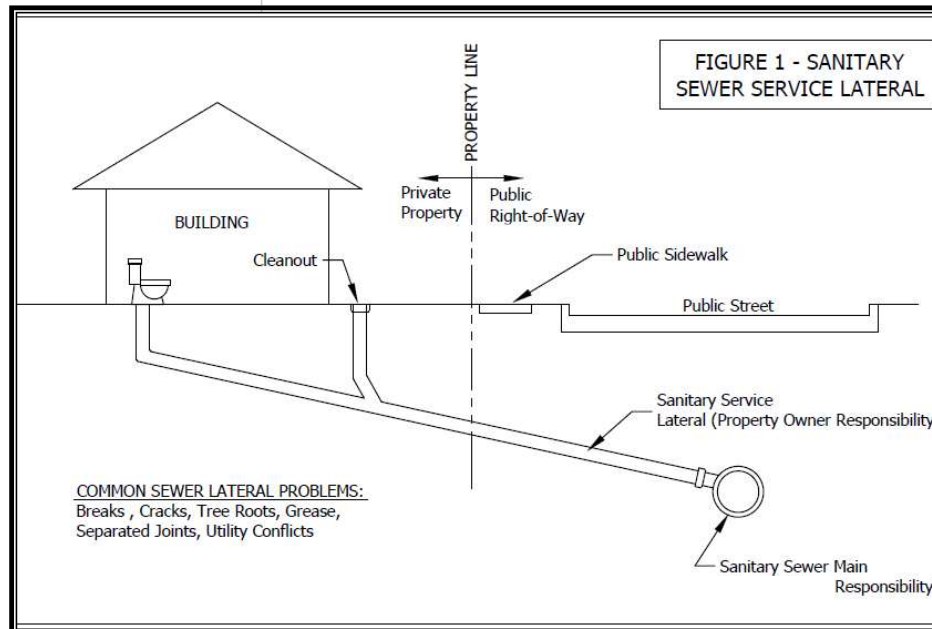 FIGURE 1 - SANITARY
SEWER SERVICE LATERAL
PROPERTY LINE
Private
Property
Public
Right-of-Way
BUILDING
Cleanout
Public Sidewalk
Public Street
Sanitary Service
Lateral (Property Owner Responsibility
COMMON SEWER LATERAL PROBLEMS:
Breaks , Cracks, Tree Roots, Grease,
Separated Joints, Utility Conflicts
Sanitary Sewer Main
Responsibility